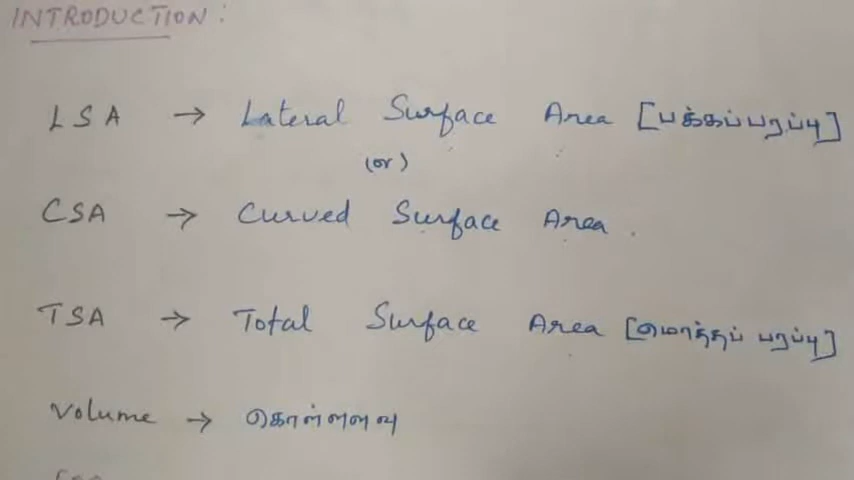 INTRODUCTION :
LSA → Lateral Surface Area [பக்கப்பரப்பு]
(or)
CSA → Curved Surface Area .
TSA → Total Surface Area [மொத்தப் பரப்பு]
Volume → கொள்ளளவு